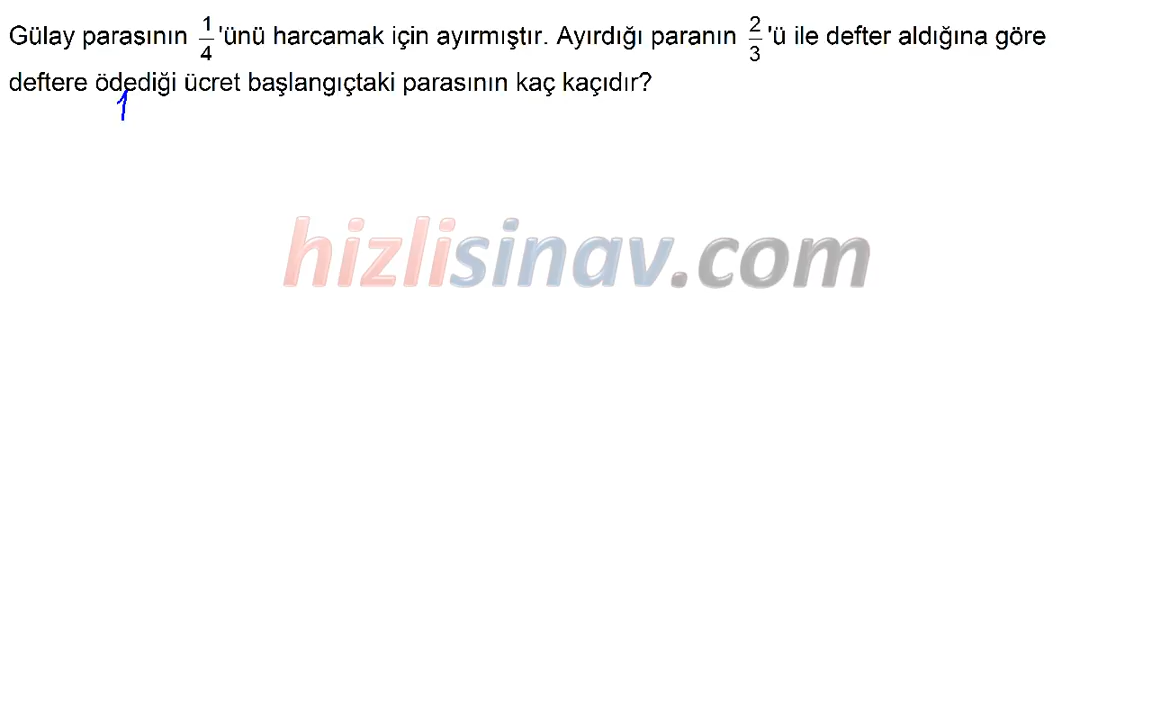 Gülay parasının 1/4 'ünü harcamak için ayırmıştır. Ayırdığı paranın 2/3 'ü ile defter aldığına göre
deftere ödediği ücret başlangıçtaki parasının kaç kaçıdır?
1
hizlisinav.com